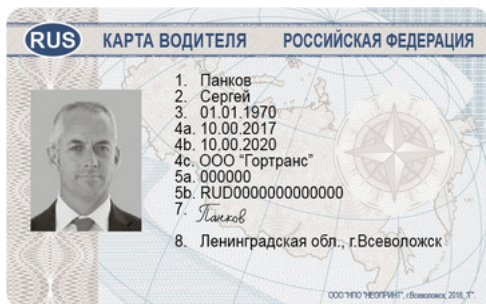 RUS КАРТА ВОДИТЕЛЯ РОССИЙСКАЯ ФЕДЕРАЦИЯ
1. Панков
2. Сергей
3. 01.01.1970
4a. 10.00.2017
4b. 10.00.2020
4c. ООО "Гортранс"
5a. 000000
5b. RUD0000000000000
7. Панков
8. Ленинградская обл., г.Всеволожск
ООО "НПО "НЕОПРИНТ", г.Всеволожск, 2018, "Г".